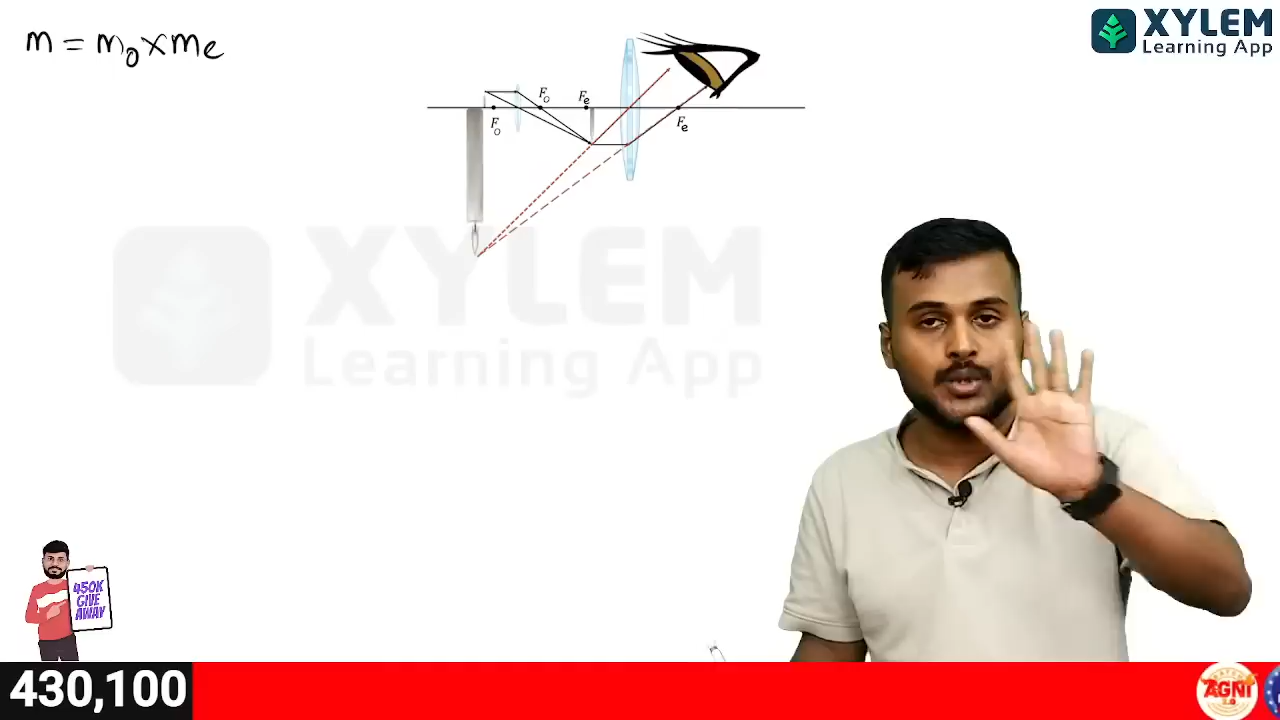 m = m₀ x mₑ
XYLEM
Learning App
F₀
Fₑ
F₀
Fₑ
XYLEM
Learning App
450K
GIVE
AWAY
430,100
AGNI